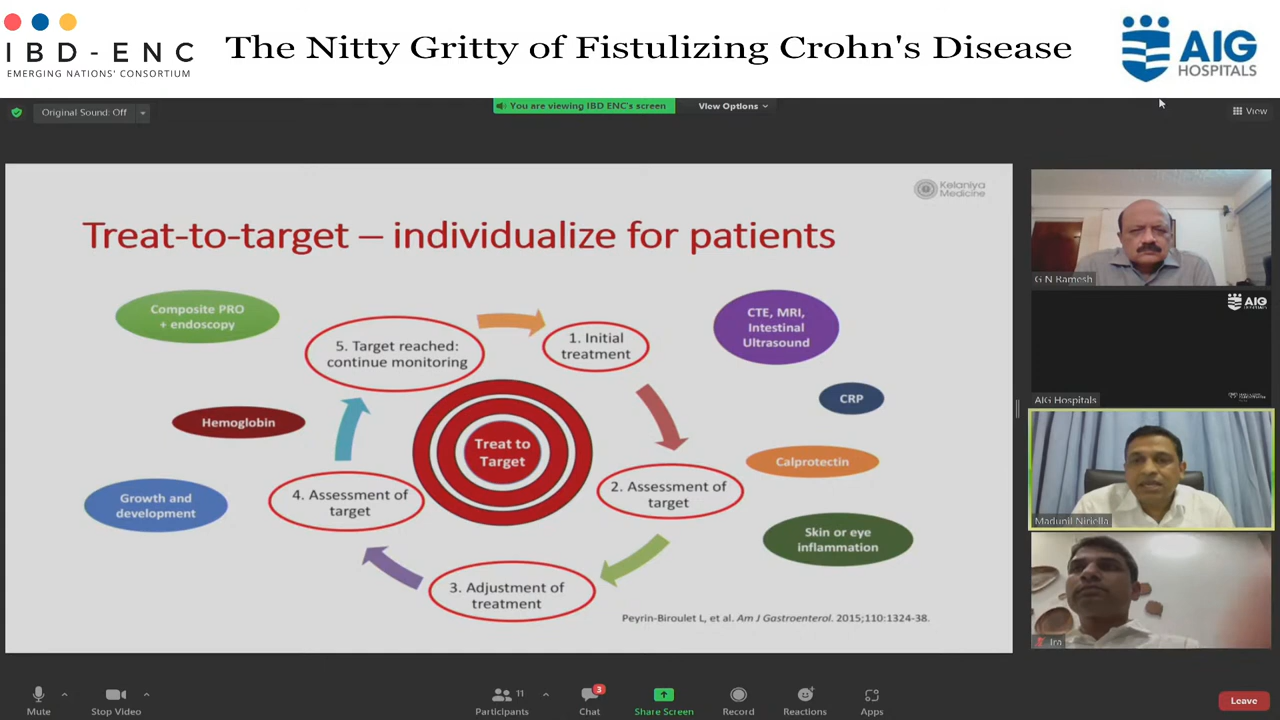 IBD-ENC
EMERGING NATIONS' CONSORTIUM
The Nitty Gritty of Fistulizing Crohn's Disease
AIG
HOSPITALS
Original Sound: Off
You are viewing IBD ENC's screen
View Options
View
Kelaniya
Medicine
Treat-to-target – individualize for patients
Composite PRO
+ endoscopy
5. Target reached:
continue monitoring
1. Initial
treatment
CTE, MRI,
Intestinal
Ultrasound
CRP
Hemoglobin
Treat to
Target
Calprotectin
Growth and
development
4. Assessment of
target
2. Assessment of
target
Skin or eye
inflammation
3. Adjustment of
treatment
Peyrin-Biroulet L, et al. Am J Gastroenterol. 2015;110:1324-38.
G N Ramesh
AIG
HOSPITALS
AIG Hospitals
Madunil Niriella
Ira
Mute
Stop Video
Participants
11
Chat
3
Share Screen
Record
Reactions
Apps
Leave